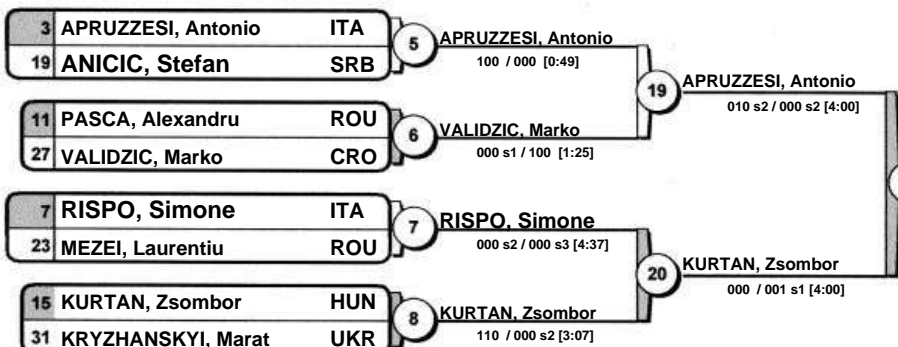 3 APRUZZESI, Antonio ITA
19 ANICIC, Stefan SRB
5
APRUZZESI, Antonio
100 / 000 [0:49]
11 PASCA, Alexandru ROU
27 VALIDZIC, Marko CRO
6
VALIDZIC, Marko
000 s1 / 100 [1:25]
19
APRUZZESI, Antonio
010 s2 / 000 s2 [4:00]
7 RISPO, Simone ITA
23 MEZEI, Laurentiu ROU
7
RISPO, Simone
000 s2 / 000 s3 [4:37]
15 KURTAN, Zsombor HUN
31 KRYZHANSKYI, Marat UKR
8
KURTAN, Zsombor
110 / 000 s2 [3:07]
20
KURTAN, Zsombor
000 / 001 s1 [4:00]